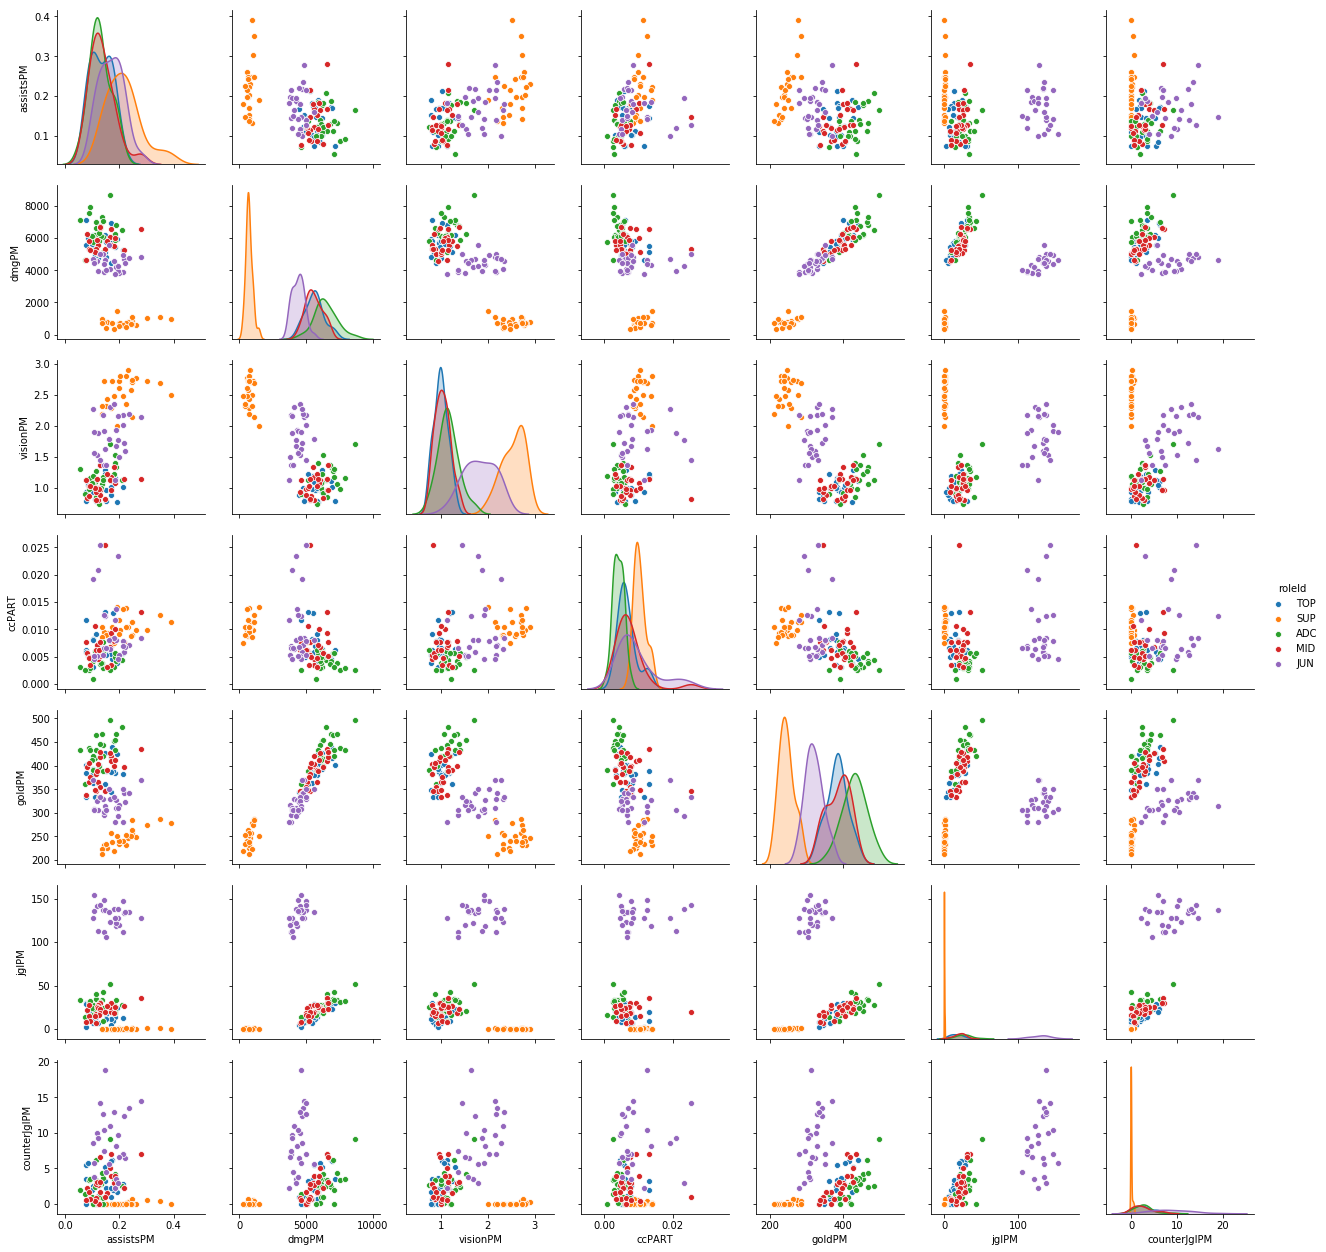 0.4
0.3
0.2
0.1
assistsPM
8000
6000
4000
2000
0
dmgPM
3.0
2.5
2.0
1.5
1.0
visionPM
0.025
0.020
0.015
0.010
0.005
0.000
ccPART
roleId
TOP
SUP
ADC
MID
JUN
500
450
400
350
300
250
200
goldPM
150
100
50
0
jglPM
20
15
10
5
0
counterJglPM
0.0 0.2 0.4 0 5000 10000 1 2 3 0.00 0.02 200 400 0 100 0 10 20
assistsPM dmgPM visionPM ccPART goldPM jglPM counterJglPM